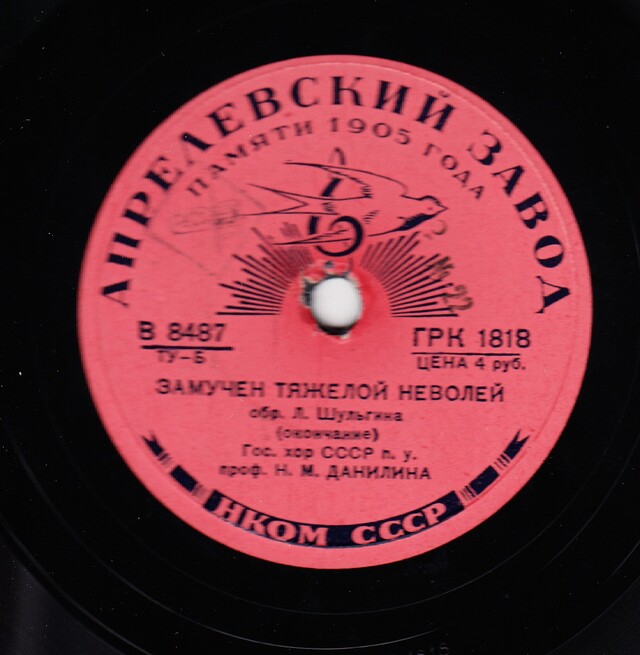 АПРЕЛЕВСКИЙ ЗАВОД
ПАМЯТИ 1905 ГОДА
В 8487
ТУ-Б
ГРК 1818
ЦЕНА 4 руб.
ЗАМУЧЕН ТЯЖЕЛОЙ НЕВОЛЕЙ
обр. Л. Шульгина
(окончание)
Гос. хор СССР п. у.
проф. Н. М. ДАНИЛИНА
НКОМ СССР